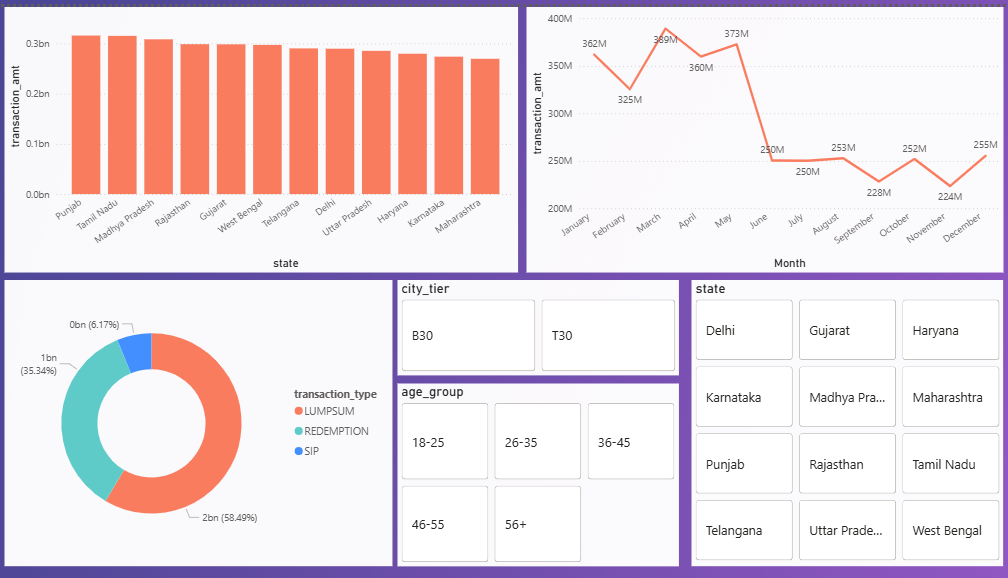 transaction_amt
0.3bn
0.2bn
0.1bn
0.0bn
Punjab
Tamil Nadu
Madhya Pradesh
Rajasthan
Gujarat
West Bengal
Telangana
Delhi
Uttar Pradesh
Haryana
Karnataka
Maharashtra
state
transaction_amt
400M
350M
300M
250M
200M
362M
325M
389M
360M
373M
250M
250M
253M
228M
252M
224M
255M
January
February
March
April
May
June
July
August
September
October
November
December
Month
0bn (6.17%)
1bn
(35.34%)
2bn (58.49%)
transaction_type
LUMPSUM
REDEMPTION
SIP
city_tier
B30
T30
age_group
18-25
26-35
36-45
46-55
56+
state
Delhi
Gujarat
Haryana
Karnataka
Madhya Pra...
Maharashtra
Punjab
Rajasthan
Tamil Nadu
Telangana
Uttar Prade...
West Bengal